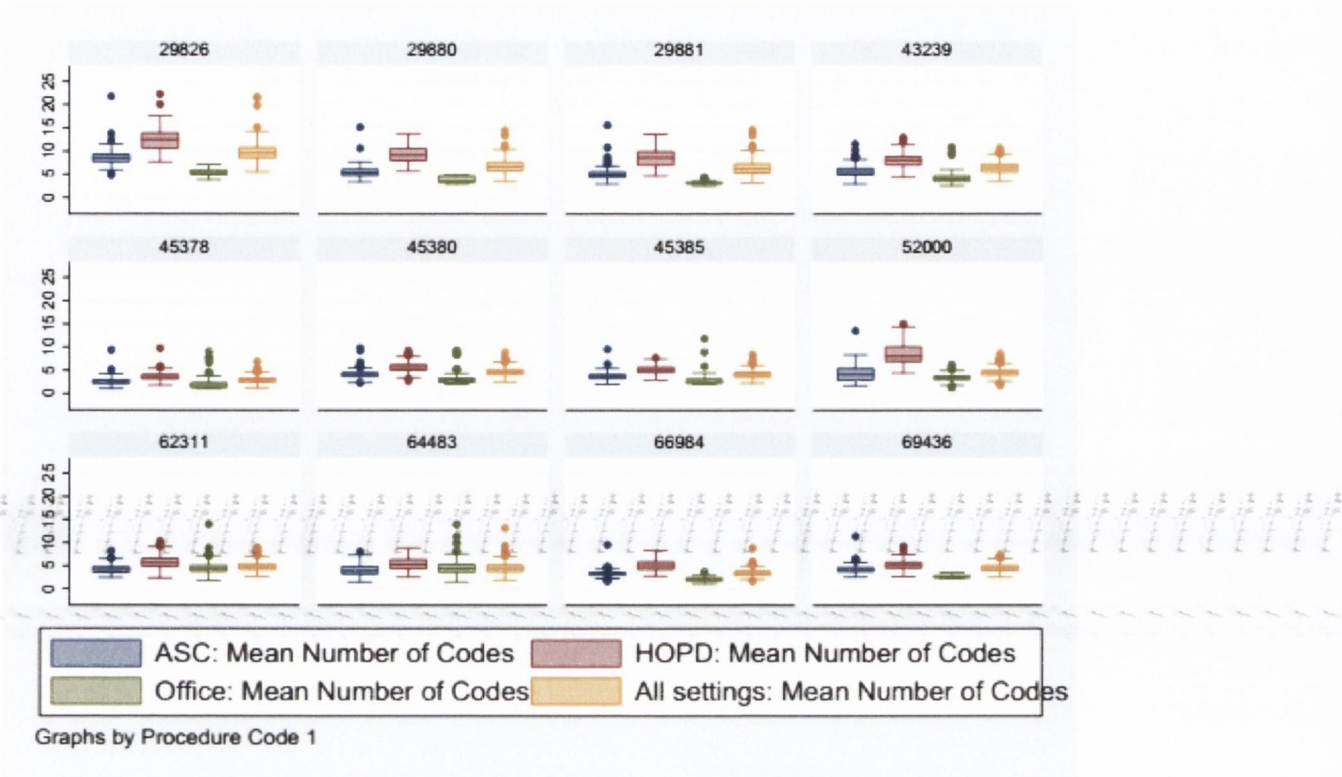 29826 29880 29881 43239
0 5 10 15 20 25
45378 45380 45385 52000
0 5 10 15 20 25
62311 64483 66984 69436
0 5 10 15 20 25
ASC: Mean Number of Codes HOPD: Mean Number of Codes
Office: Mean Number of Codes All settings: Mean Number of Codes
Graphs by Procedure Code 1